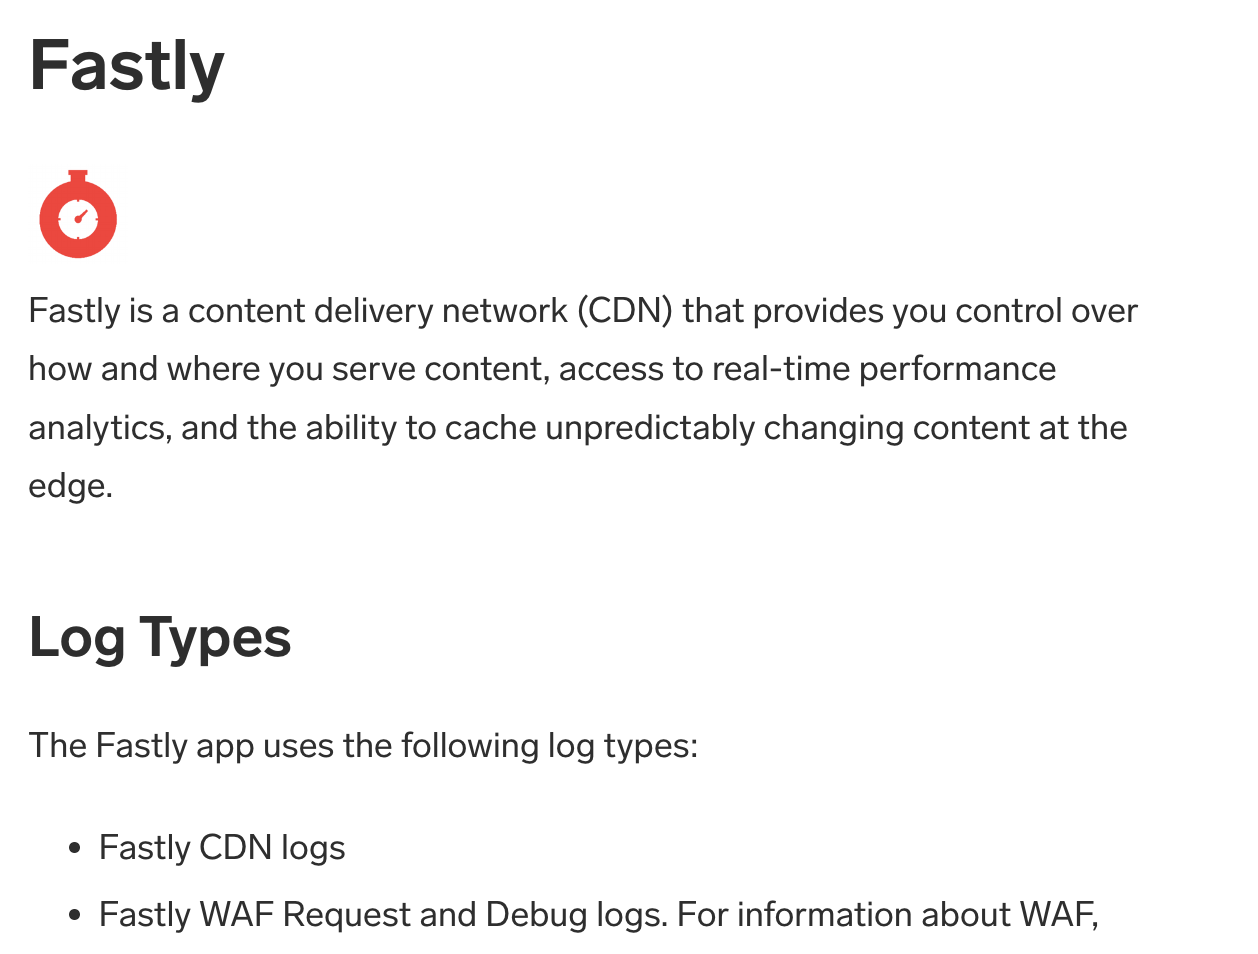 Fastly
Fastly is a content delivery network (CDN) that provides you control over
how and where you serve content, access to real-time performance
analytics, and the ability to cache unpredictably changing content at the
edge.
Log Types
The Fastly app uses the following log types:
• Fastly CDN logs
• Fastly WAF Request and Debug logs. For information about WAF,